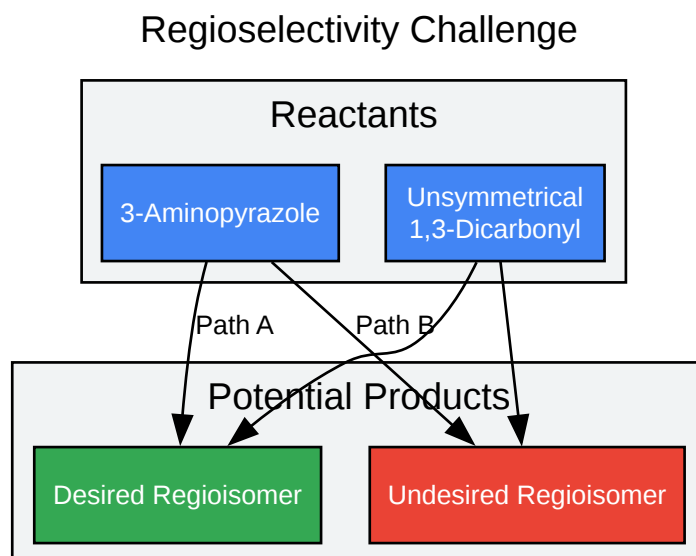 Regioselectivity Challenge
Reactants
3-Aminopyrazole
Unsymmetrical
1,3-Dicarbonyl
Path A
Path B
Potential Products
Desired Regioisomer
Undesired Regioisomer